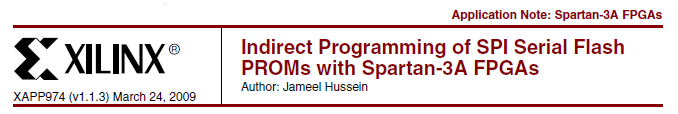 Application Note: Spartan-3A FPGAs
XILINX®
XAPP974 (v1.1.3) March 24, 2009
Indirect Programming of SPI Serial Flash
PROMs with Spartan-3A FPGAs
Author: Jameel Hussein